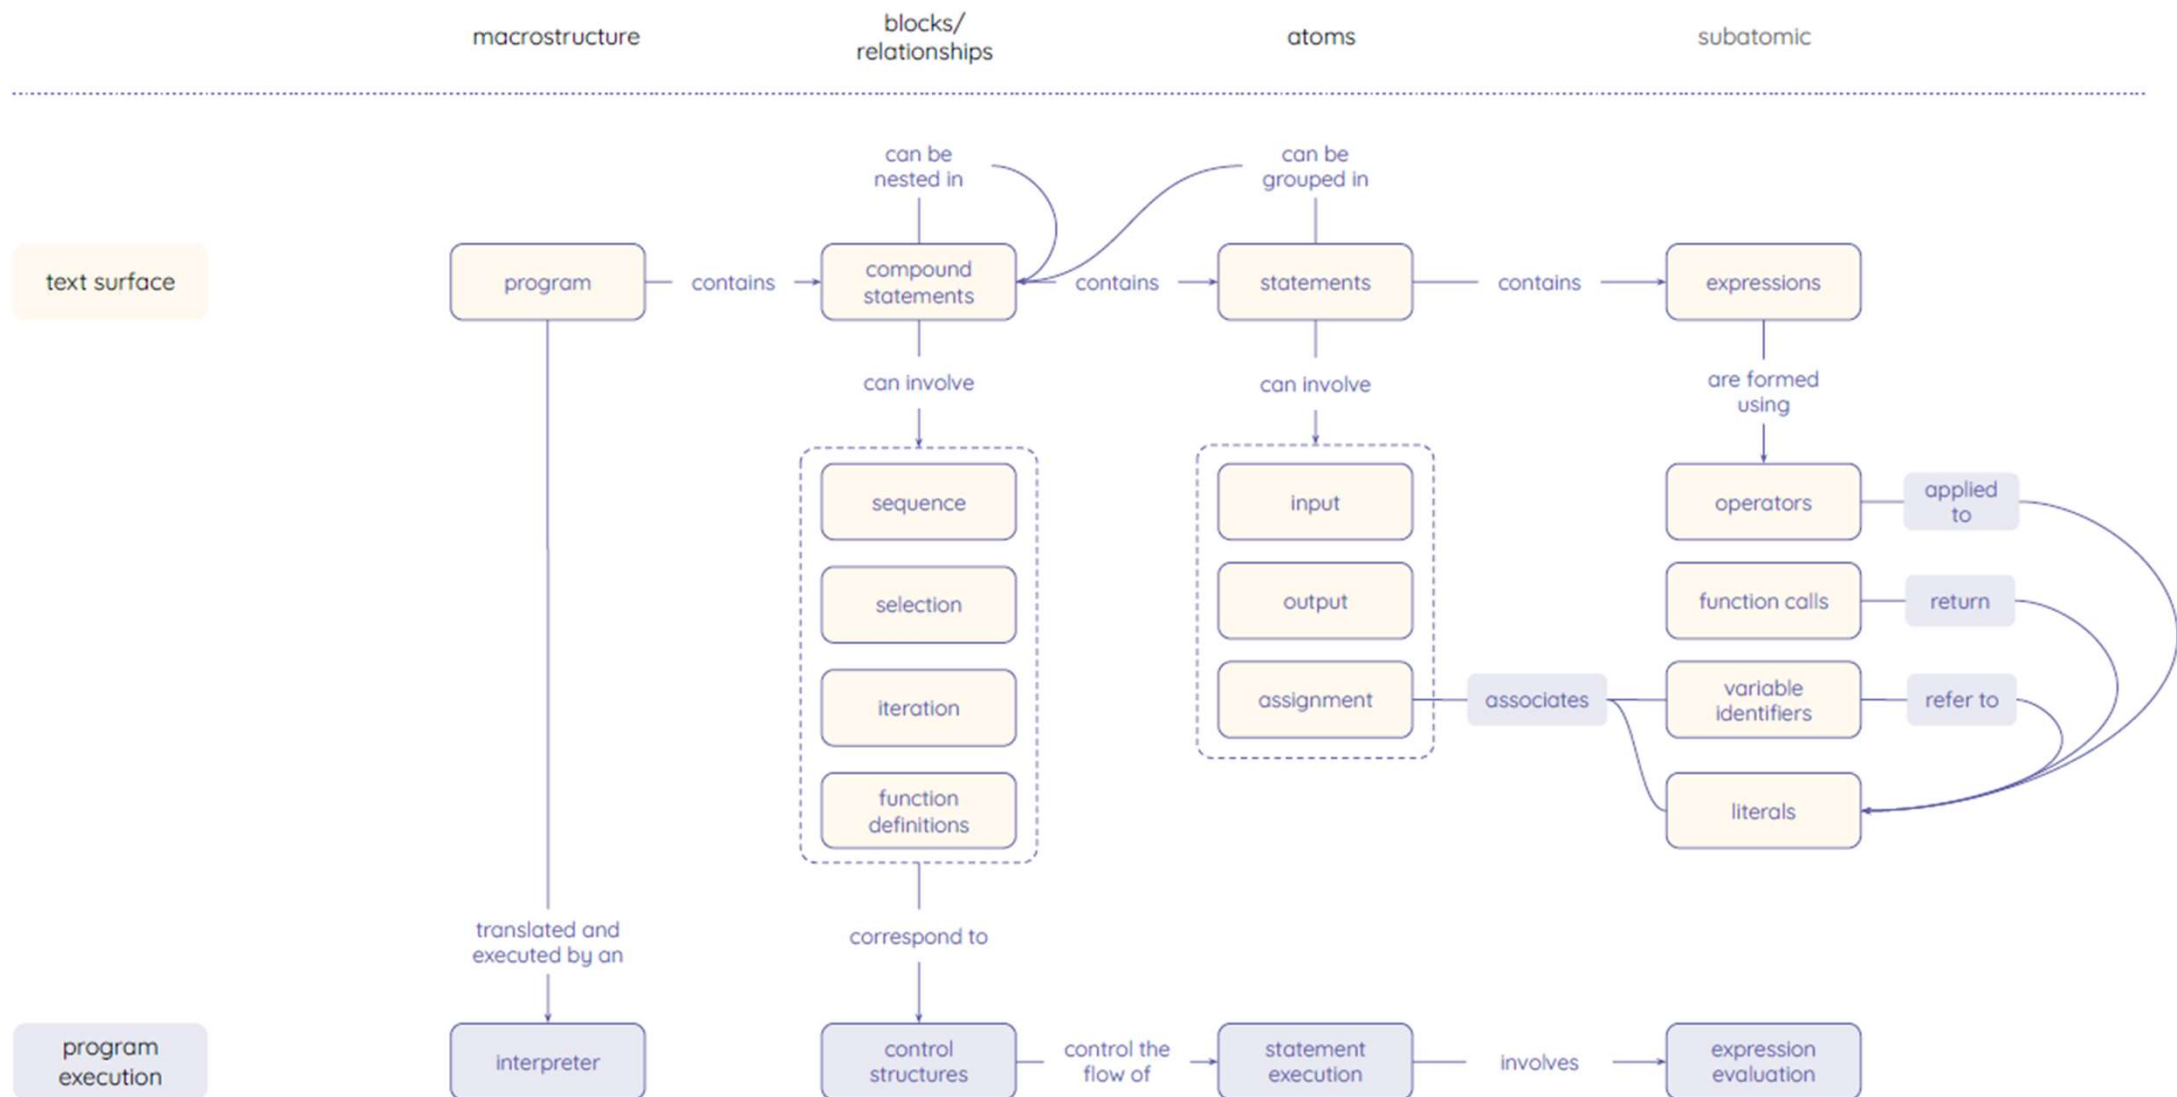 macrostructure
blocks/
relationships
atoms
subatomic
can be
nested in
can be
grouped in
text surface
program
contains
compound
statements
contains
statements
contains
expressions
can involve
can involve
are formed
using
sequence
input
operators
applied
to
selection
output
function calls
return
iteration
assignment
associates
variable
identifiers
refer to
function
definitions
literals
translated and
executed by an
correspond to
program
execution
interpreter
control
structures
control the
flow of
statement
execution
involves
expression
evaluation